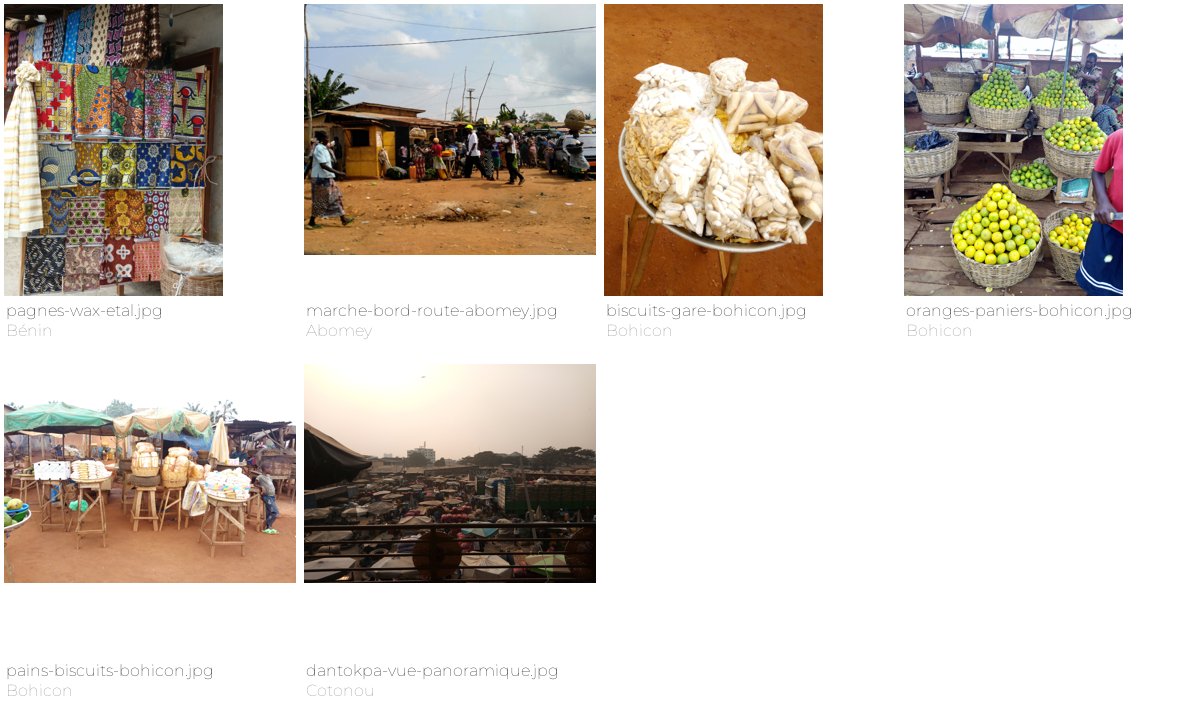 pagnes-wax-etal.jpg
Bénin
marche-bord-route-abomey.jpg
Abomey
biscuits-gare-bohicon.jpg
Bohicon
oranges-paniers-bohicon.jpg
Bohicon
pains-biscuits-bohicon.jpg
Bohicon
dantokpa-vue-panoramique.jpg
Cotonou